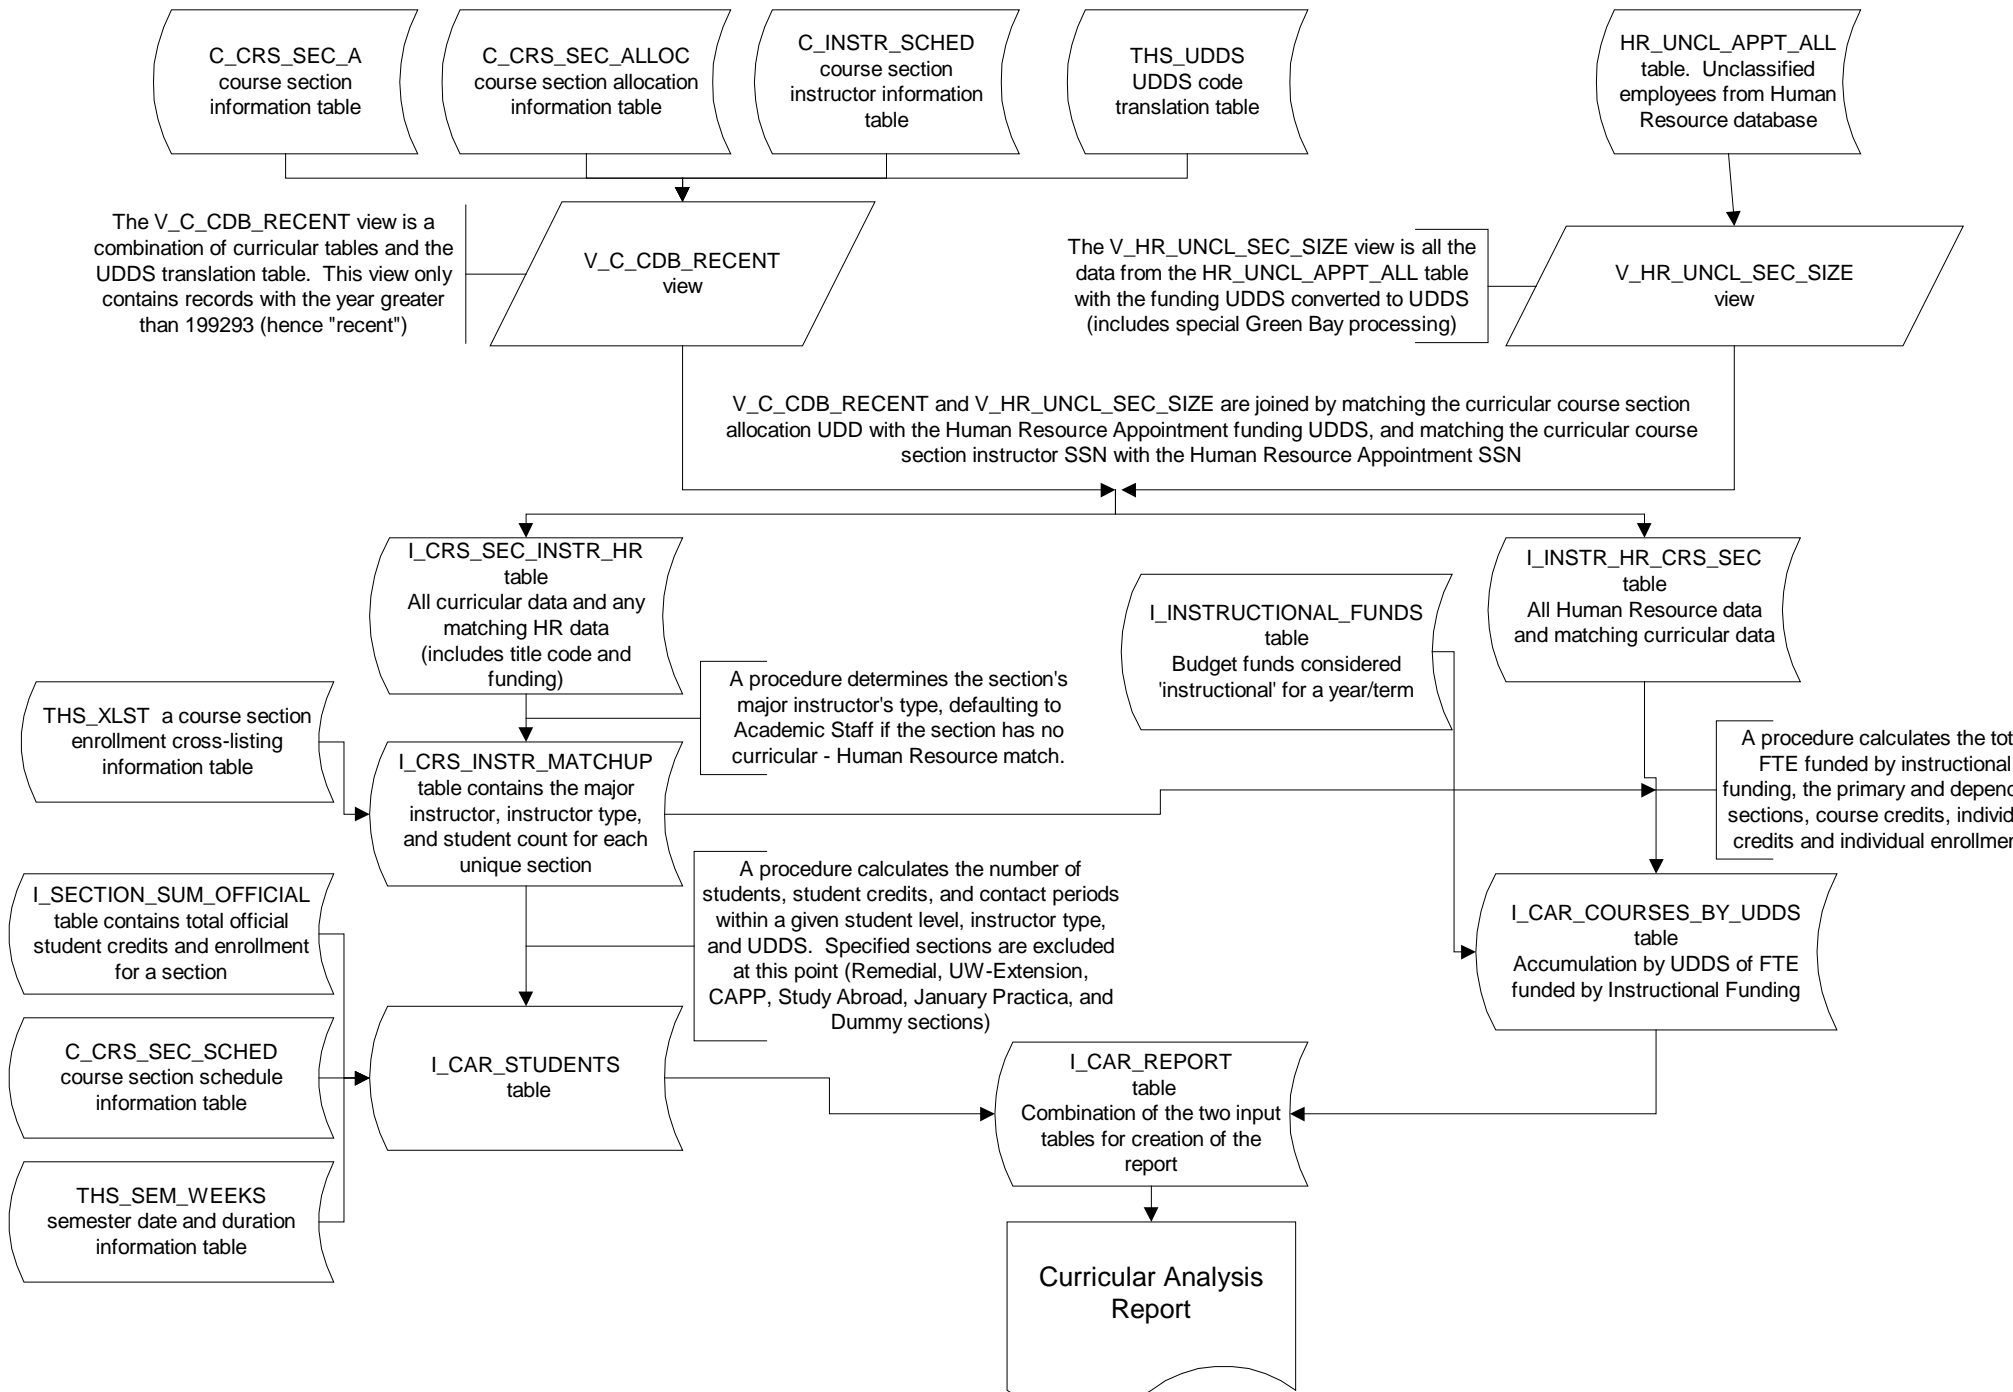 C_CRS_SEC_A
course section
information table
C_CRS_SEC_ALLOC
course section allocation
information table
C_INSTR_SCHED
course section
instructor information
table
THS_UDDS
UDDS code
translation table
HR_UNCL_APPT_ALL
table.  Unclassified
employees from Human
Resource database
The V_C_CDB_RECENT view is a
combination of curricular tables and the
UDDS translation table.  This view only
contains records with the year greater
than 199293 (hence "recent")
V_C_CDB_RECENT
view
The V_HR_UNCL_SEC_SIZE view is all the
data from the HR_UNCL_APPT_ALL table
with the funding UDDS converted to UDDS
(includes special Green Bay processing)
V_HR_UNCL_SEC_SIZE
view
V_C_CDB_RECENT and V_HR_UNCL_SEC_SIZE are joined by matching the curricular course section
allocation UDD with the Human Resource Appointment funding UDDS, and matching the curricular course
section instructor SSN with the Human Resource Appointment SSN
I_CRS_SEC_INSTR_HR
table
All curricular data and any
matching HR data
(includes title code and
funding)
I_INSTRUCTIONAL_FUNDS
table
Budget funds considered
'instructional' for a year/term
I_INSTR_HR_CRS_SEC
table
All Human Resource data
and matching curricular data
A procedure determines the section's
major instructor's type, defaulting to
Academic Staff if the section has no
curricular - Human Resource match.
THS_XLST  a course section
enrollment cross-listing
information table
I_CRS_INSTR_MATCHUP
table contains the major
instructor, instructor type,
and student count for each
unique section
A procedure calculates the tot
FTE funded by instructional
funding, the primary and depend
sections, course credits, individ
credits and individual enrollmen
A procedure calculates the number of
students, student credits, and contact periods
within a given student level, instructor type,
and UDDS.  Specified sections are excluded
at this point (Remedial, UW-Extension,
CAPP, Study Abroad, January Practica, and
Dummy sections)
I_SECTION_SUM_OFFICIAL
table contains total official
student credits and enrollment
for a section
I_CAR_COURSES_BY_UDDS
table
Accumulation by UDDS of FTE
funded by Instructional Funding
C_CRS_SEC_SCHED
course section schedule
information table
I_CAR_STUDENTS
table
I_CAR_REPORT
table
Combination of the two input
tables for creation of the
report
THS_SEM_WEEKS
semester date and duration
information table
Curricular Analysis
Report